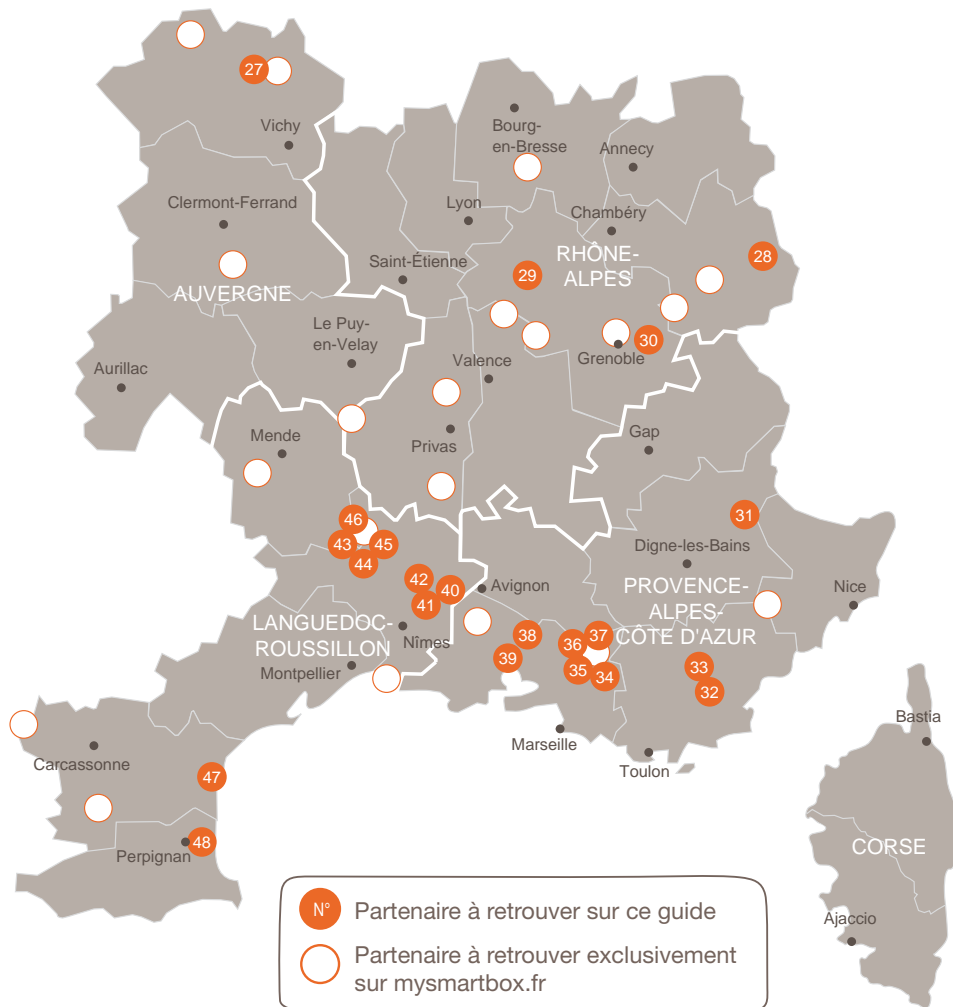 27
Vichy
Bourg-
en-Bresse
Annecy
Clermont-Ferrand
Lyon
Chambéry
RHÔNE-
ALPES
28
Saint-Étienne
29
AUVERGNE
Le Puy-
en-Velay
30
Grenoble
Valence
Aurillac
Mende
Privas
Gap
31
46
43
45
44
Digne-les-Bains
42
40
41
Avignon
PROVENCE-
ALPES-
CÔTE D'AZUR
Nice
LANGUEDOC-
ROUSSILLON
Nîmes
38
37
36
39
35
34
33
32
Montpellier
Marseille
Toulon
Bastia
Carcassonne
47
48
Perpignan
CORSE
Ajaccio
N° Partenaire à retrouver sur ce guide
Partenaire à retrouver exclusivement
sur mysmartbox.fr